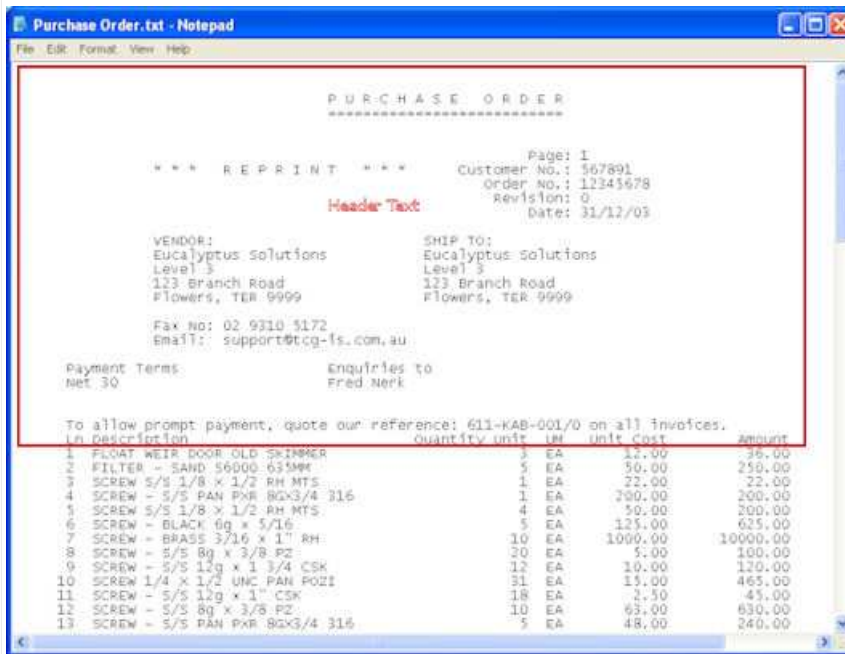 Purchase Order.txt - Notepad
File Edit Format View Help
P U R C H A S E   O R D E R
===========================
Page: 1
* * *   R E P R I N T   * * *   Customer No.: 567891
Order No.: 12345678
Header Text   Revision: 0
Date: 31/12/03
VENDOR:   SHIP TO:
Eucalyptus Solutions   Eucalyptus Solutions
Level 3   Level 3
123 Branch Road   123 Branch Road
Flowers, TER 9999   Flowers, TER 9999
Fax No: 02 9310 5172
Email:  support@tcg-is.com.au
Payment Terms   Enquiries to
Net 30   Fred Nerk
To allow prompt payment, quote our reference: 611-KAB-001/0 on all invoices.
Ln Description   Quantity Unit   UM   Unit Cost   Amount
1 FLOAT WEIR DOOR OLD SKIMMER   3   EA   12.00   36.00
2 FILTER - SAND S6000 635MM   5   EA   50.00   250.00
3 SCREW S/S 1/8 x 1/2 RH MTS   1   EA   22.00   22.00
4 SCREW - S/S PAN PXR 8GX3/4 316   1   EA   200.00   200.00
5 SCREW S/S 1/8 x 1/2 RH MTS   4   EA   50.00   200.00
6 SCREW - BLACK 6g x 5/16   5   EA   125.00   625.00
7 SCREW - BRASS 3/16 x 1" RH   10   EA   1000.00   10000.00
8 SCREW - S/S 8g x 3/8 PZ   20   EA   5.00   100.00
9 SCREW - S/S 12g x 1 3/4 CSK   12   EA   10.00   120.00
10 SCREW 1/4 x 1/2 UNC PAN POZI   31   EA   15.00   465.00
11 SCREW - S/S 12g x 1" CSK   18   EA   2.50   45.00
12 SCREW - S/S 8g x 3/8 PZ   10   EA   63.00   630.00
13 SCREW - S/S PAN PXR 8GX3/4 316   5   EA   48.00   240.00